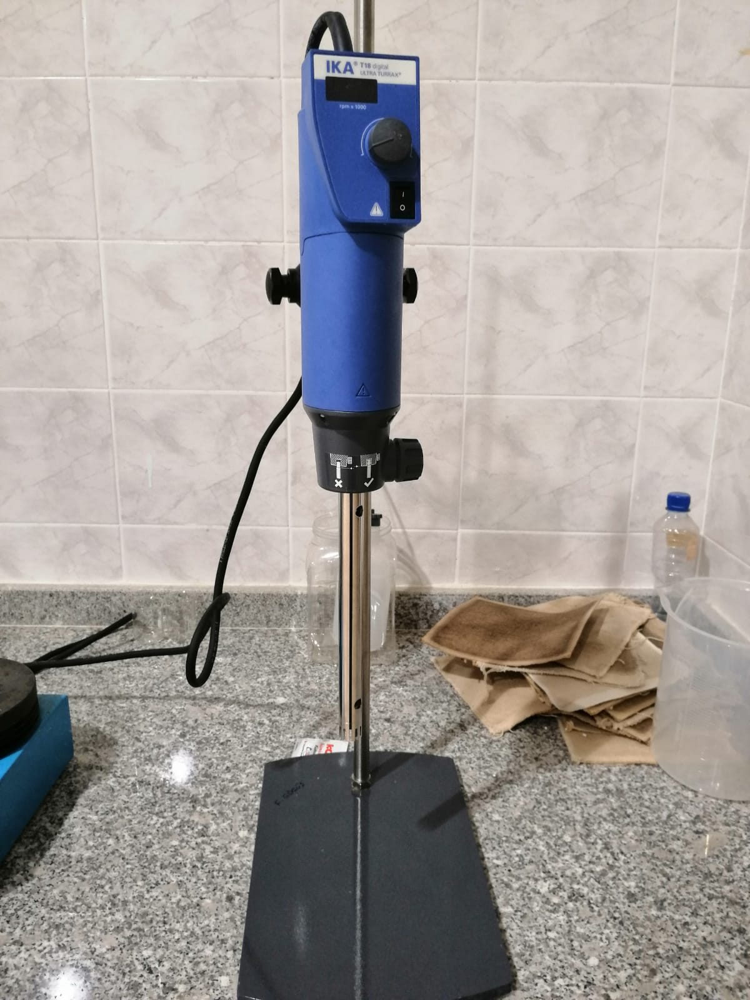 IKA® T18 digital
ULTRA TURRAX®
rpm x 1000
I
O